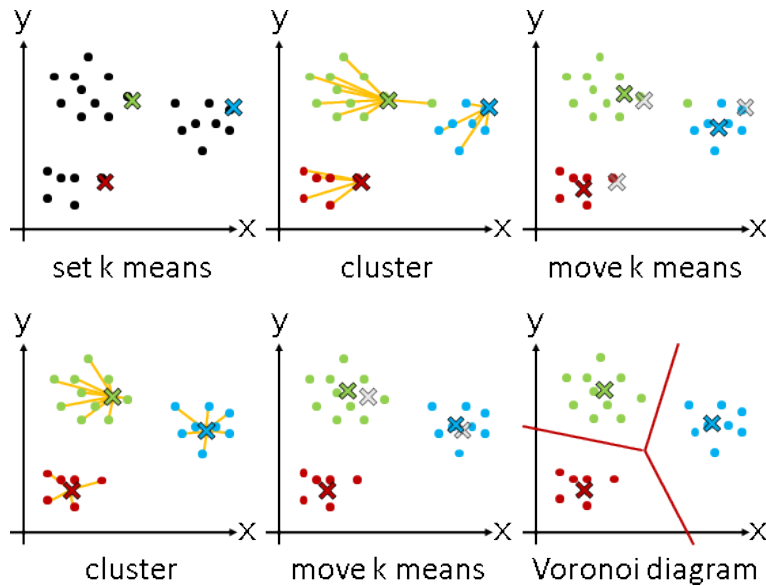 y
y
y
x
x
x
set k means
cluster
move k means
y
y
y
x
x
x
cluster
move k means
Voronoi diagram